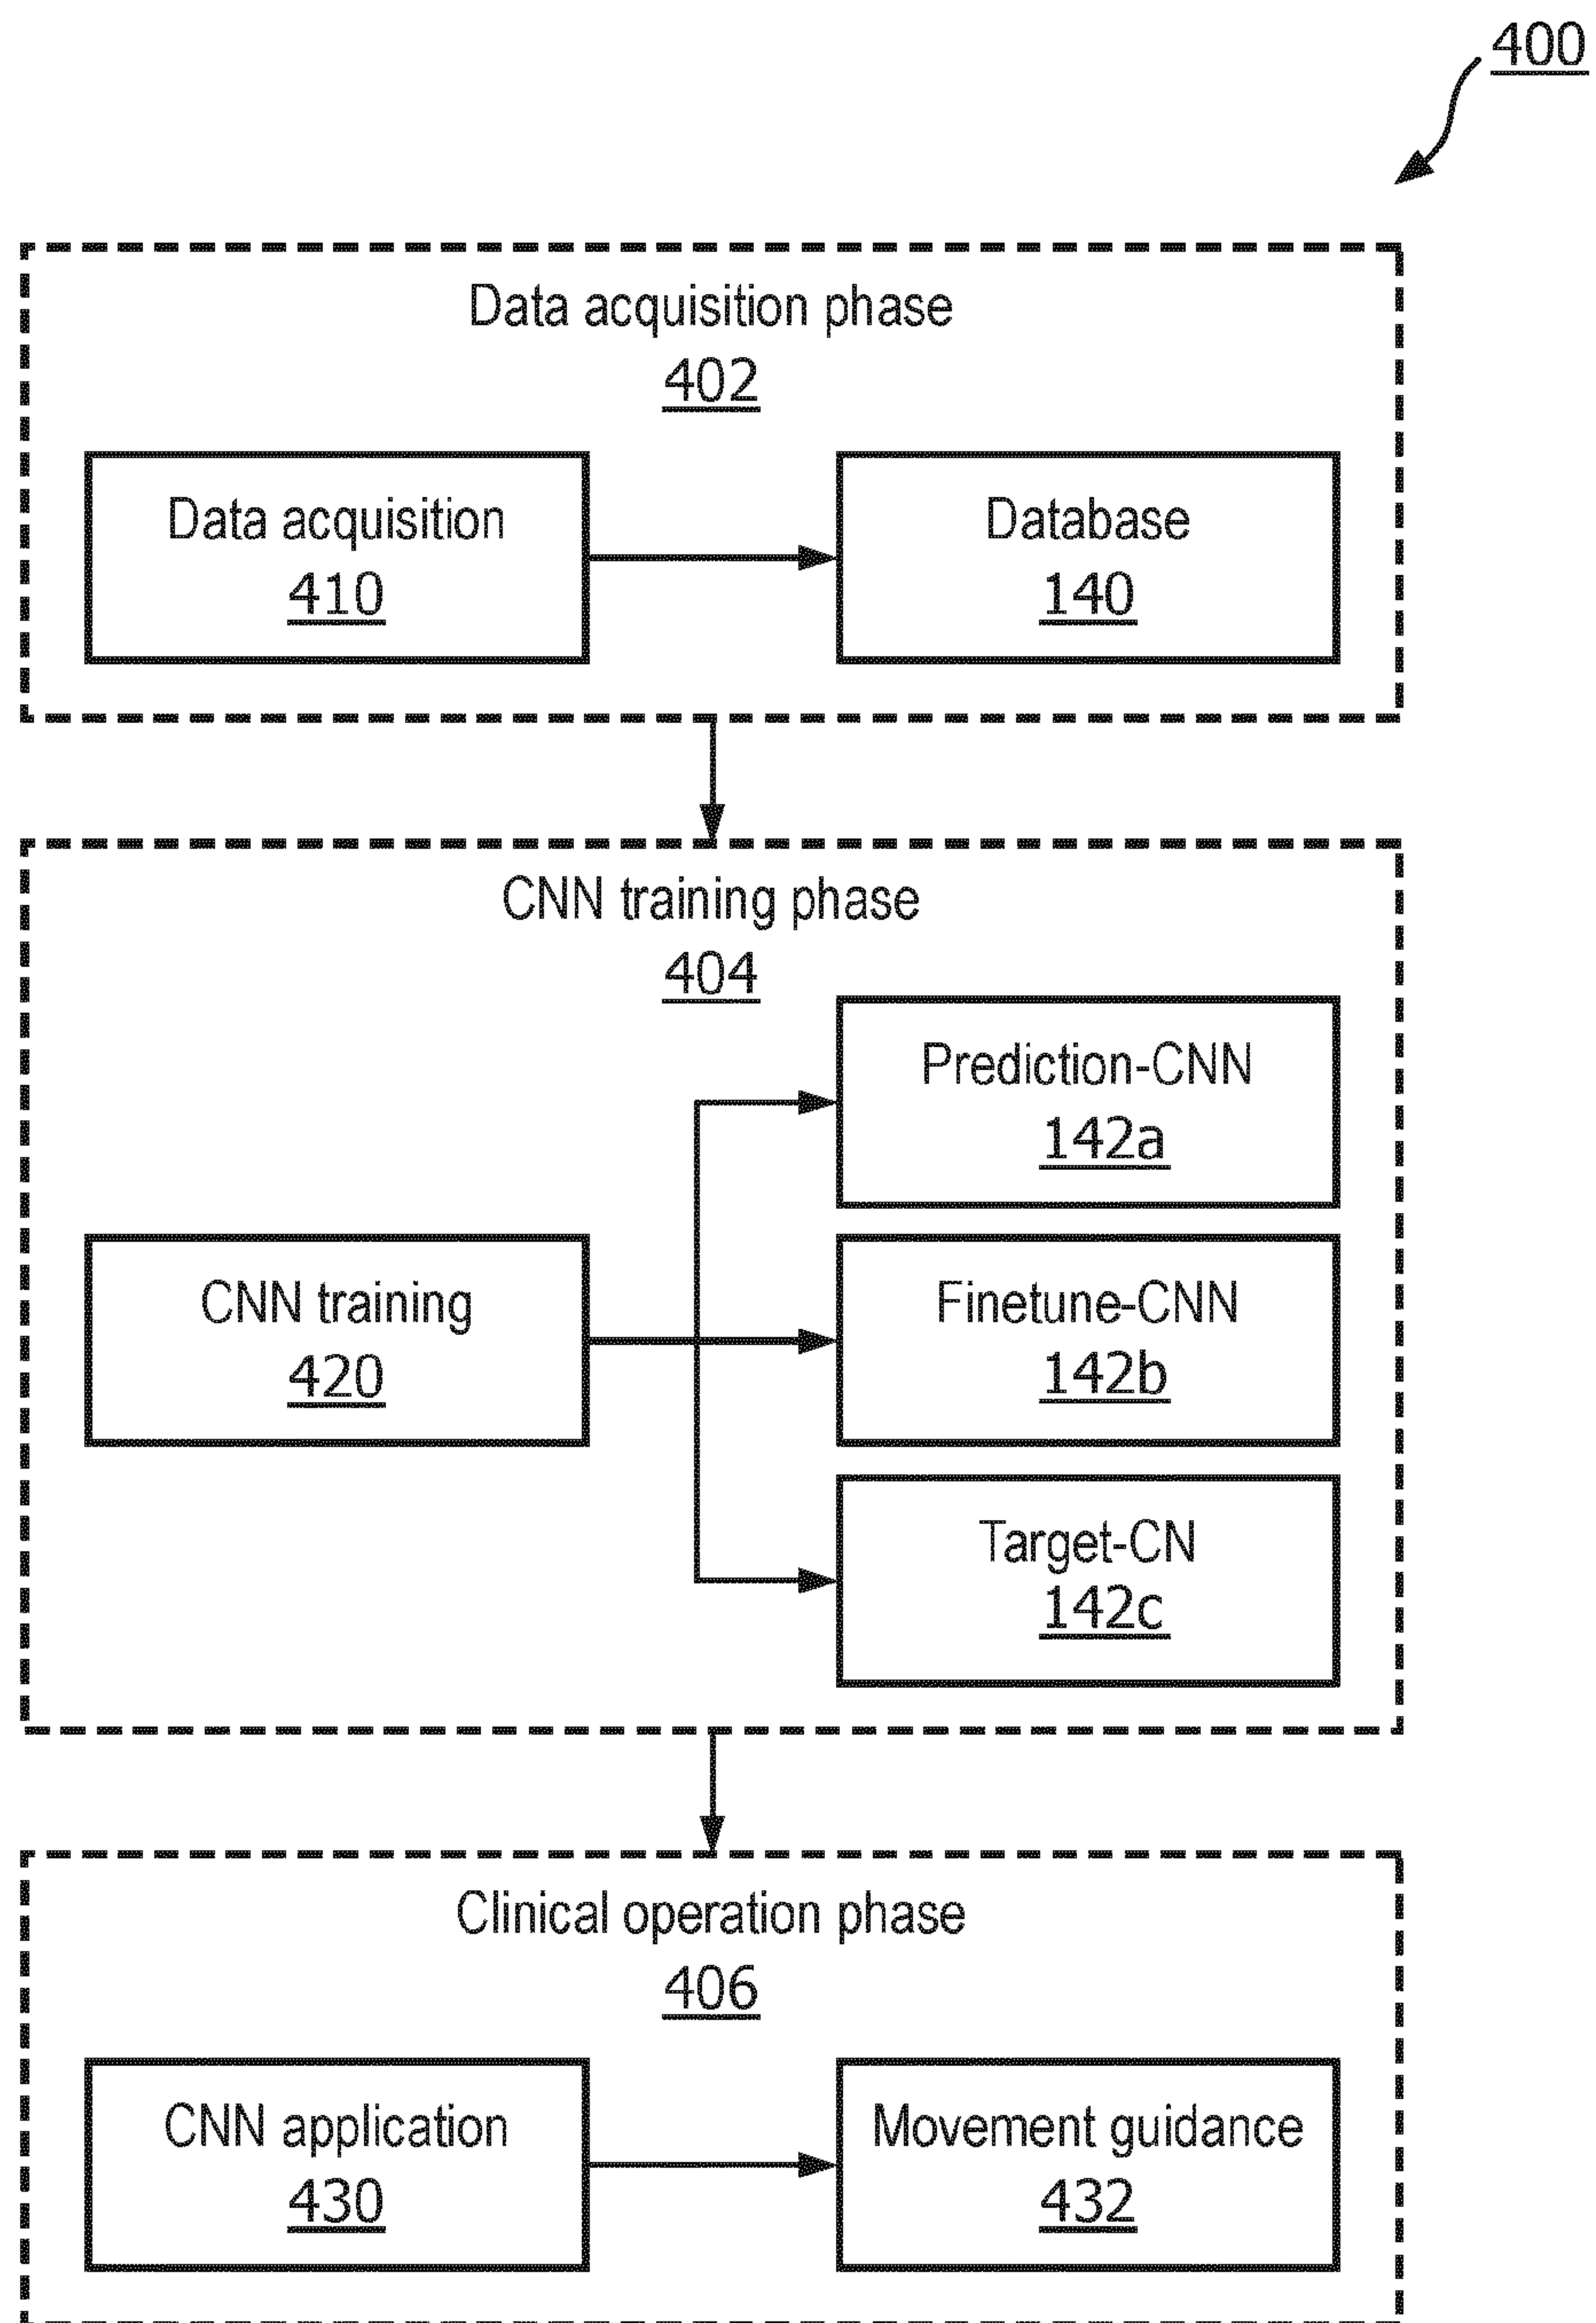 400
Data acquisition phase
402
Data acquisition
410
Database
140
CNN training phase
404
Prediction-CNN
142a
CNN training
420
Finetune-CNN
142b
Target-CN
142c
Clinical operation phase
406
CNN application
430
Movement guidance
432